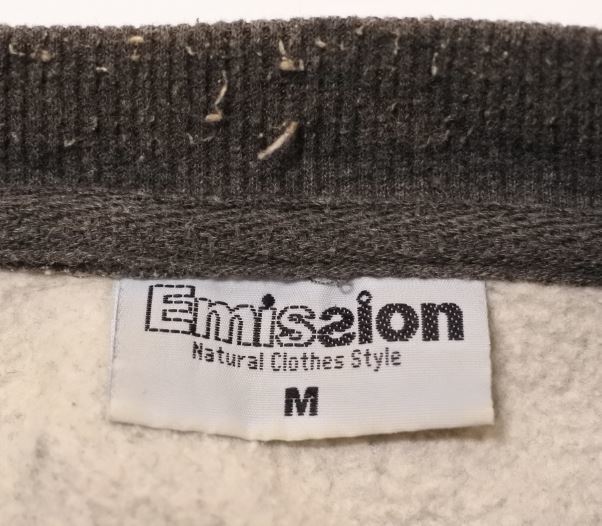 Emission
Natural Clothes Style
M